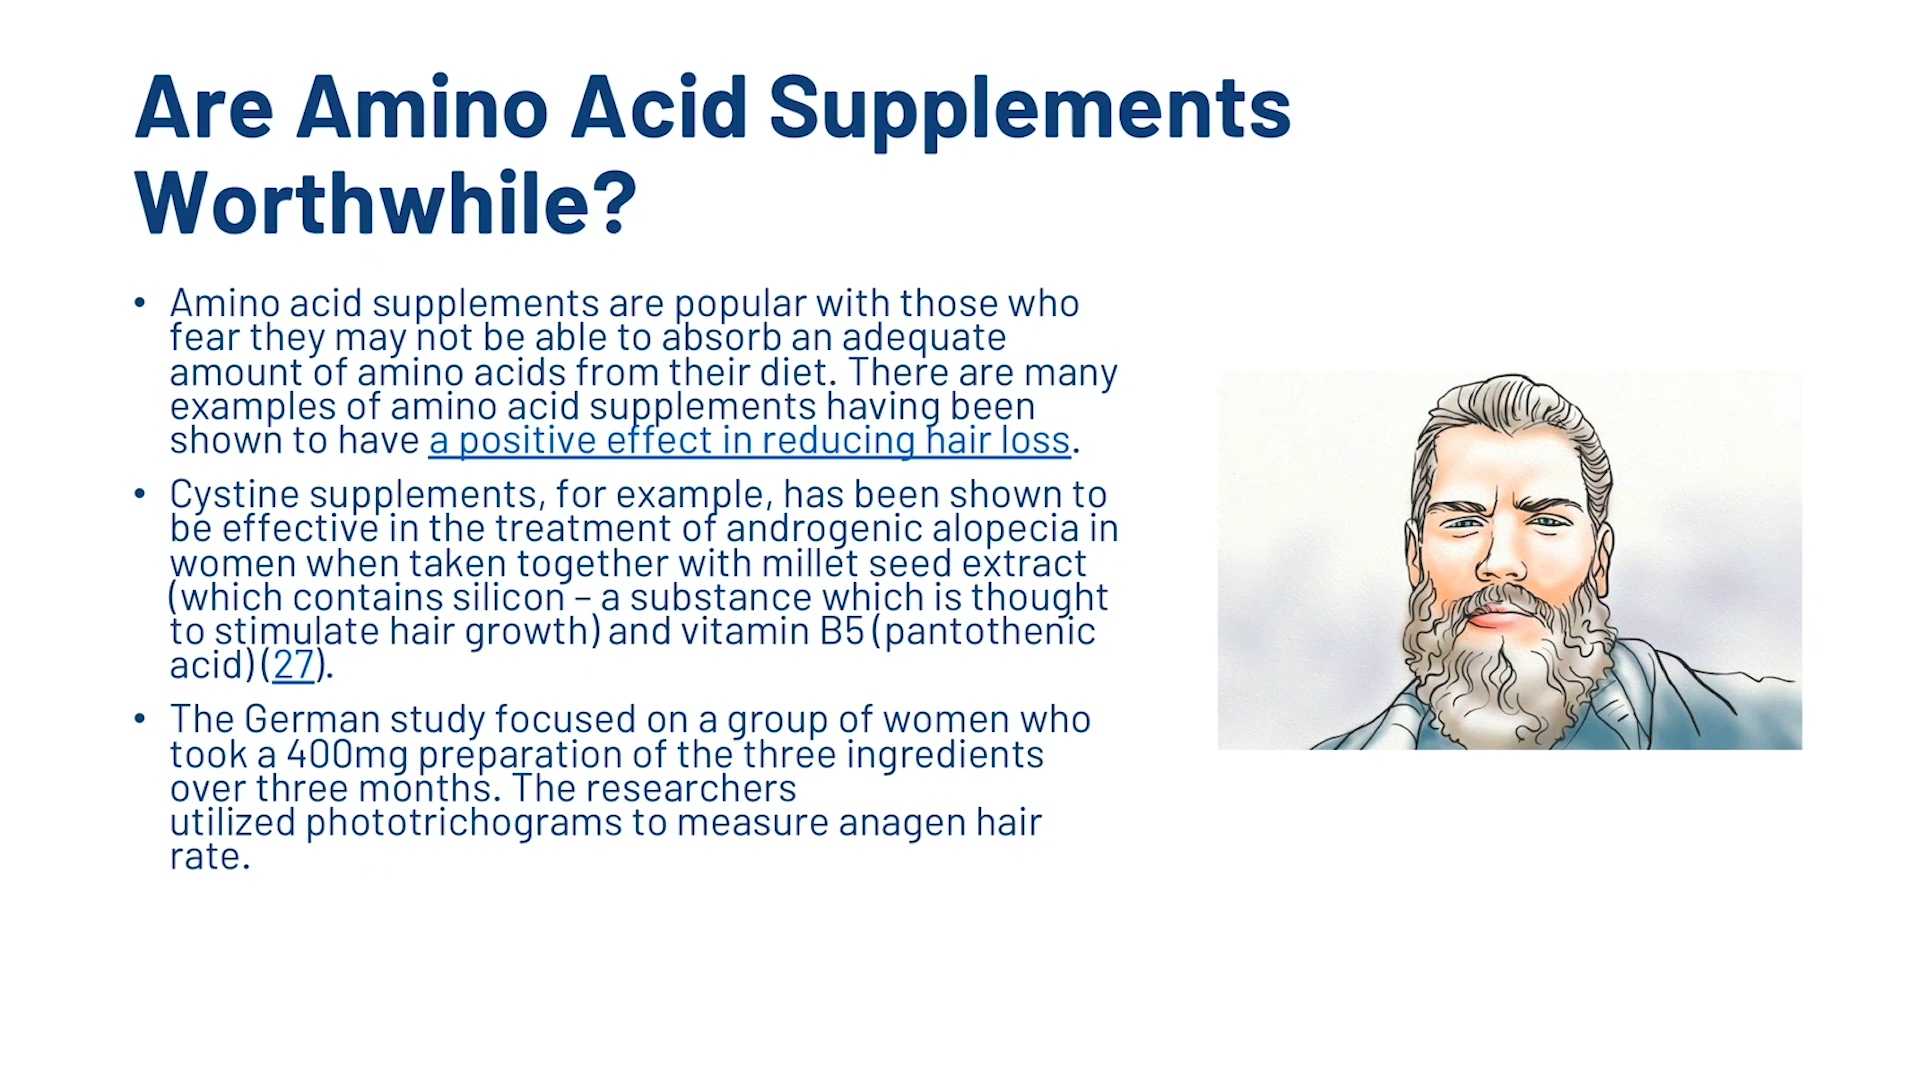 Are Amino Acid Supplements
Worthwhile?
• Amino acid supplements are popular with those who
fear they may not be able to absorb an adequate
amount of amino acids from their diet. There are many
examples of amino acid supplements having been
shown to have a positive effect in reducing hair loss.
• Cystine supplements, for example, has been shown to
be effective in the treatment of androgenic alopecia in
women when taken together with millet seed extract
(which contains silicon – a substance which is thought
to stimulate hair growth) and vitamin B5 (pantothenic
acid) (27).
• The German study focused on a group of women who
took a 400mg preparation of the three ingredients
over three months. The researchers
utilized phototrichograms to measure anagen hair
rate.